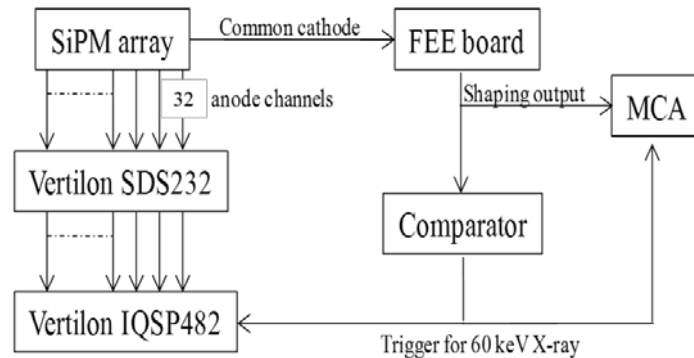 SiPM array
Common cathode
FEE board
32 anode channels
Shaping output
MCA
Vertilon SDS232
Comparator
Vertilon IQSP482
Trigger for 60 keV X-ray